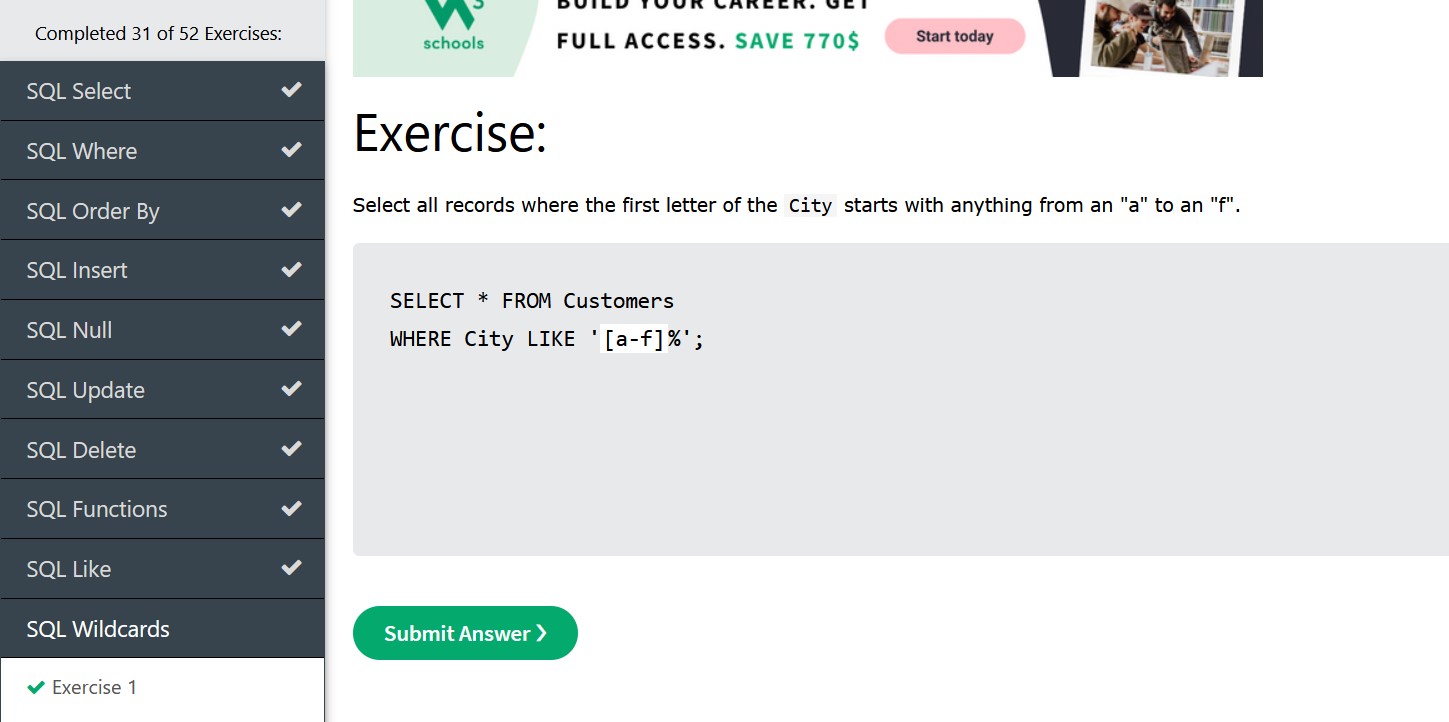 Completed 31 of 52 Exercises:
SQL Select
SQL Where
SQL Order By
SQL Insert
SQL Null
SQL Update
SQL Delete
SQL Functions
SQL Like
SQL Wildcards
Exercise 1
3
schools
BUILD YOUR CAREER. GET
FULL ACCESS. SAVE 770$
Start today
Exercise:
Select all records where the first letter of the City starts with anything from an "a" to an "f".
SELECT * FROM Customers
WHERE City LIKE '[a-f]%';
Submit Answer ❯